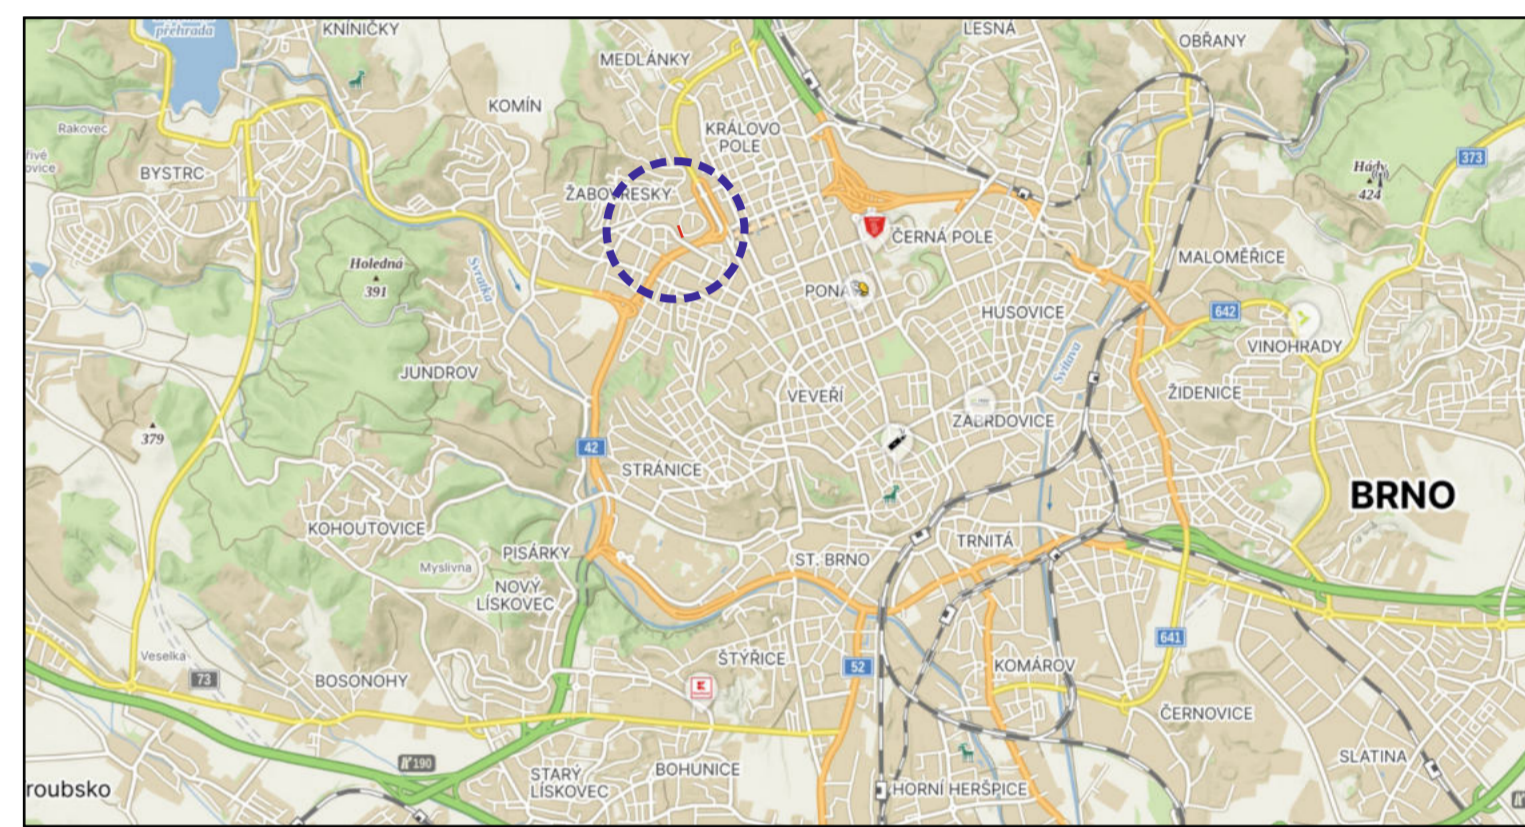 přehrada
KNÍNIČKY
MEDLÁNKY
LESNÁ
OBŘANY
KOMÍN
Rakovec
KRÁLOVO
POLE
373
BYSTRC
Hády
424
ŽABOVŘESKY
ČERNÁ POLE
MALOMĚŘICE
Holedná
391
Svratka
PONA
HUSOVICE
642
VINOHRADY
JUNDROV
Svitava
VEVEŘÍ
ŽIDENICE
ZÁBRDOVICE
379
42
STRÁNICE
BRNO
KOHOUTOVICE
PISÁRKY
TRNITÁ
ST. BRNO
Myslivna
NOVÝ
LÍSKOVEC
641
Veselka
ŠTÝŘICE
52
KOMÁROV
73
BOSONOHY
K
ČERNOVICE
190
STARÝ
LÍSKOVEC
BOHUNICE
SLATINA
roubsko
HORNÍ HERŠPICE